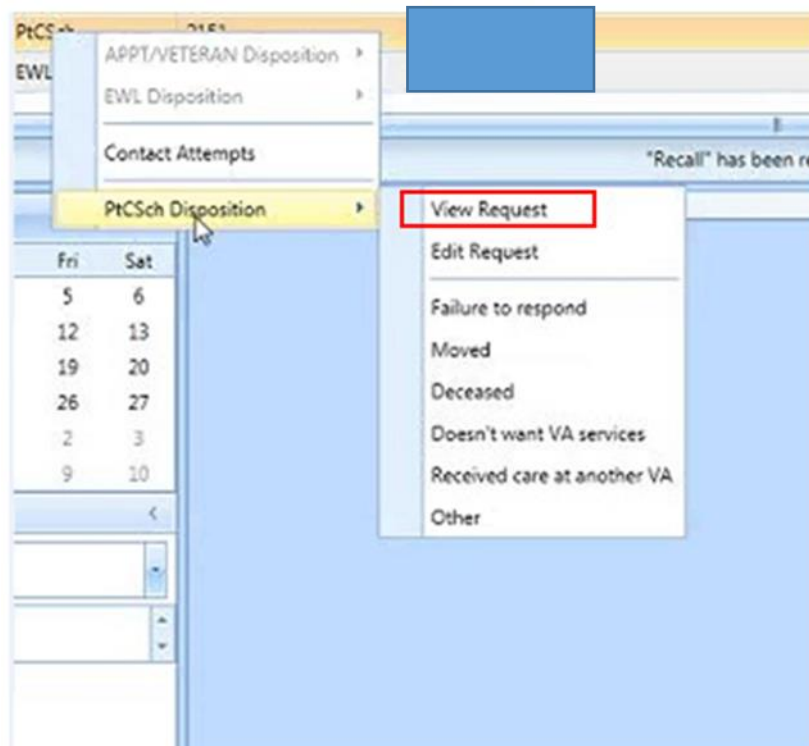 APPT/VETERAN Disposition
EWL
EWL Disposition
Contact Attempts
"Recall" has been
PtCSch Disposition
View Request
Edit Request
Fri Sat
5 6
Failure to respond
12 13
Moved
19 20
Deceased
26 27
Doesn't want VA services
2 3
Received care at another VA
9 10
Other